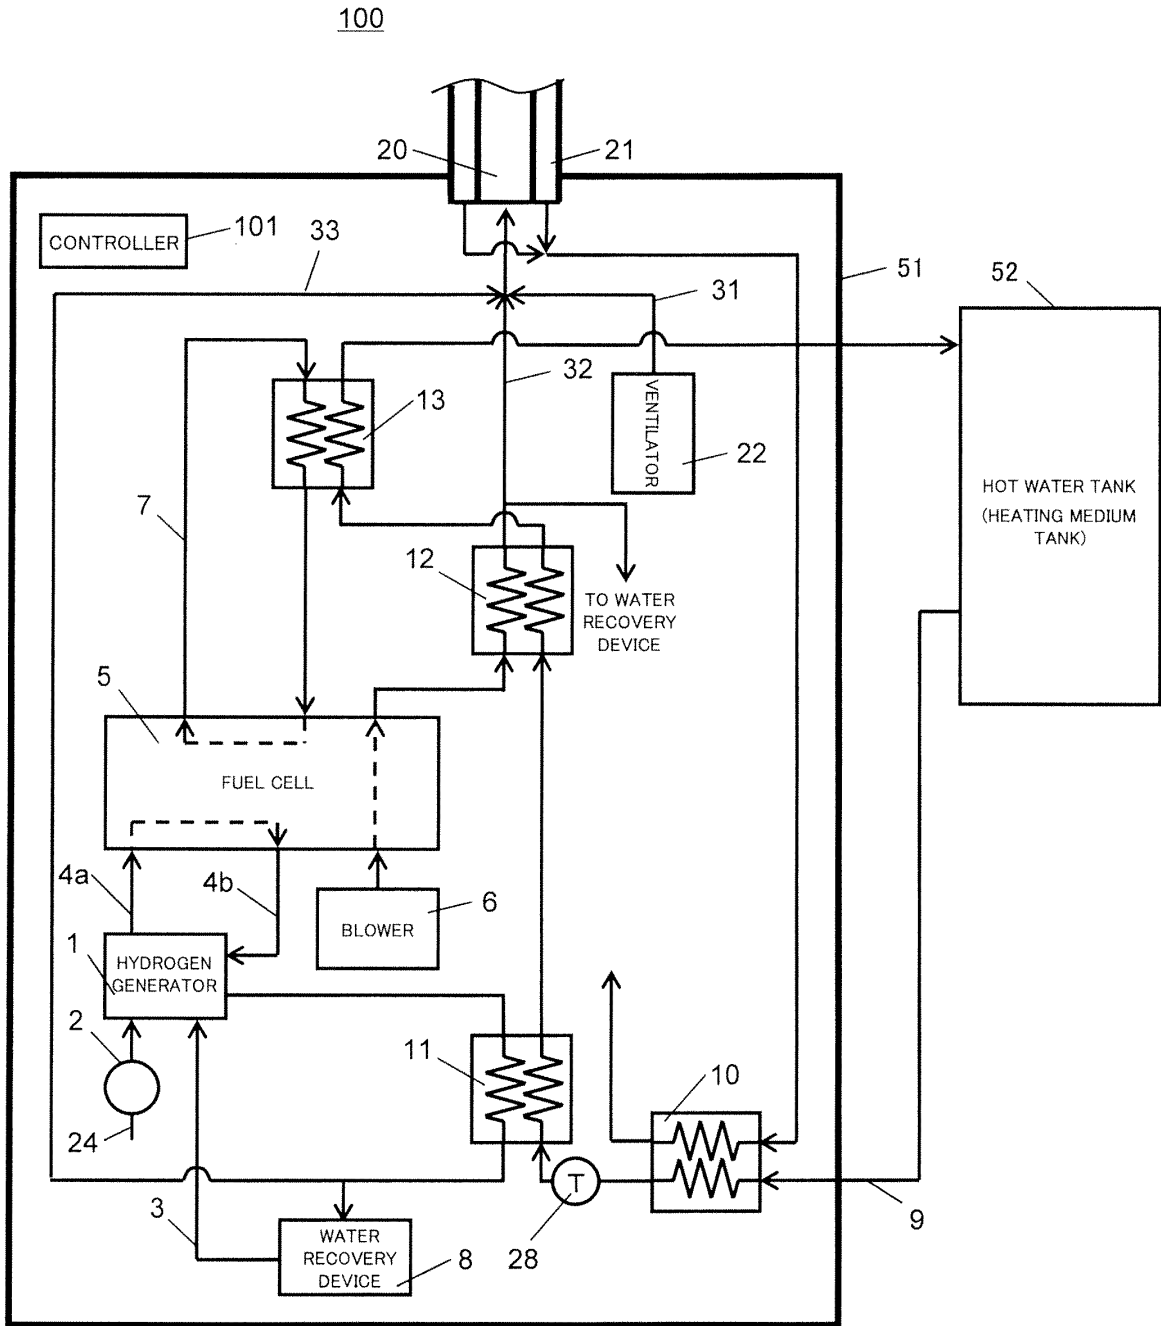 100
20
21
CONTROLLER
101
33
31
51
52
32
13
VENTILATOR
22
HOT WATER TANK
(HEATING MEDIUM
TANK)
7
12
TO WATER
RECOVERY
DEVICE
5
FUEL CELL
4a
4b
6
BLOWER
1
HYDROGEN
GENERATOR
2
11
10
24
T
3
28
9
WATER
RECOVERY
DEVICE
8